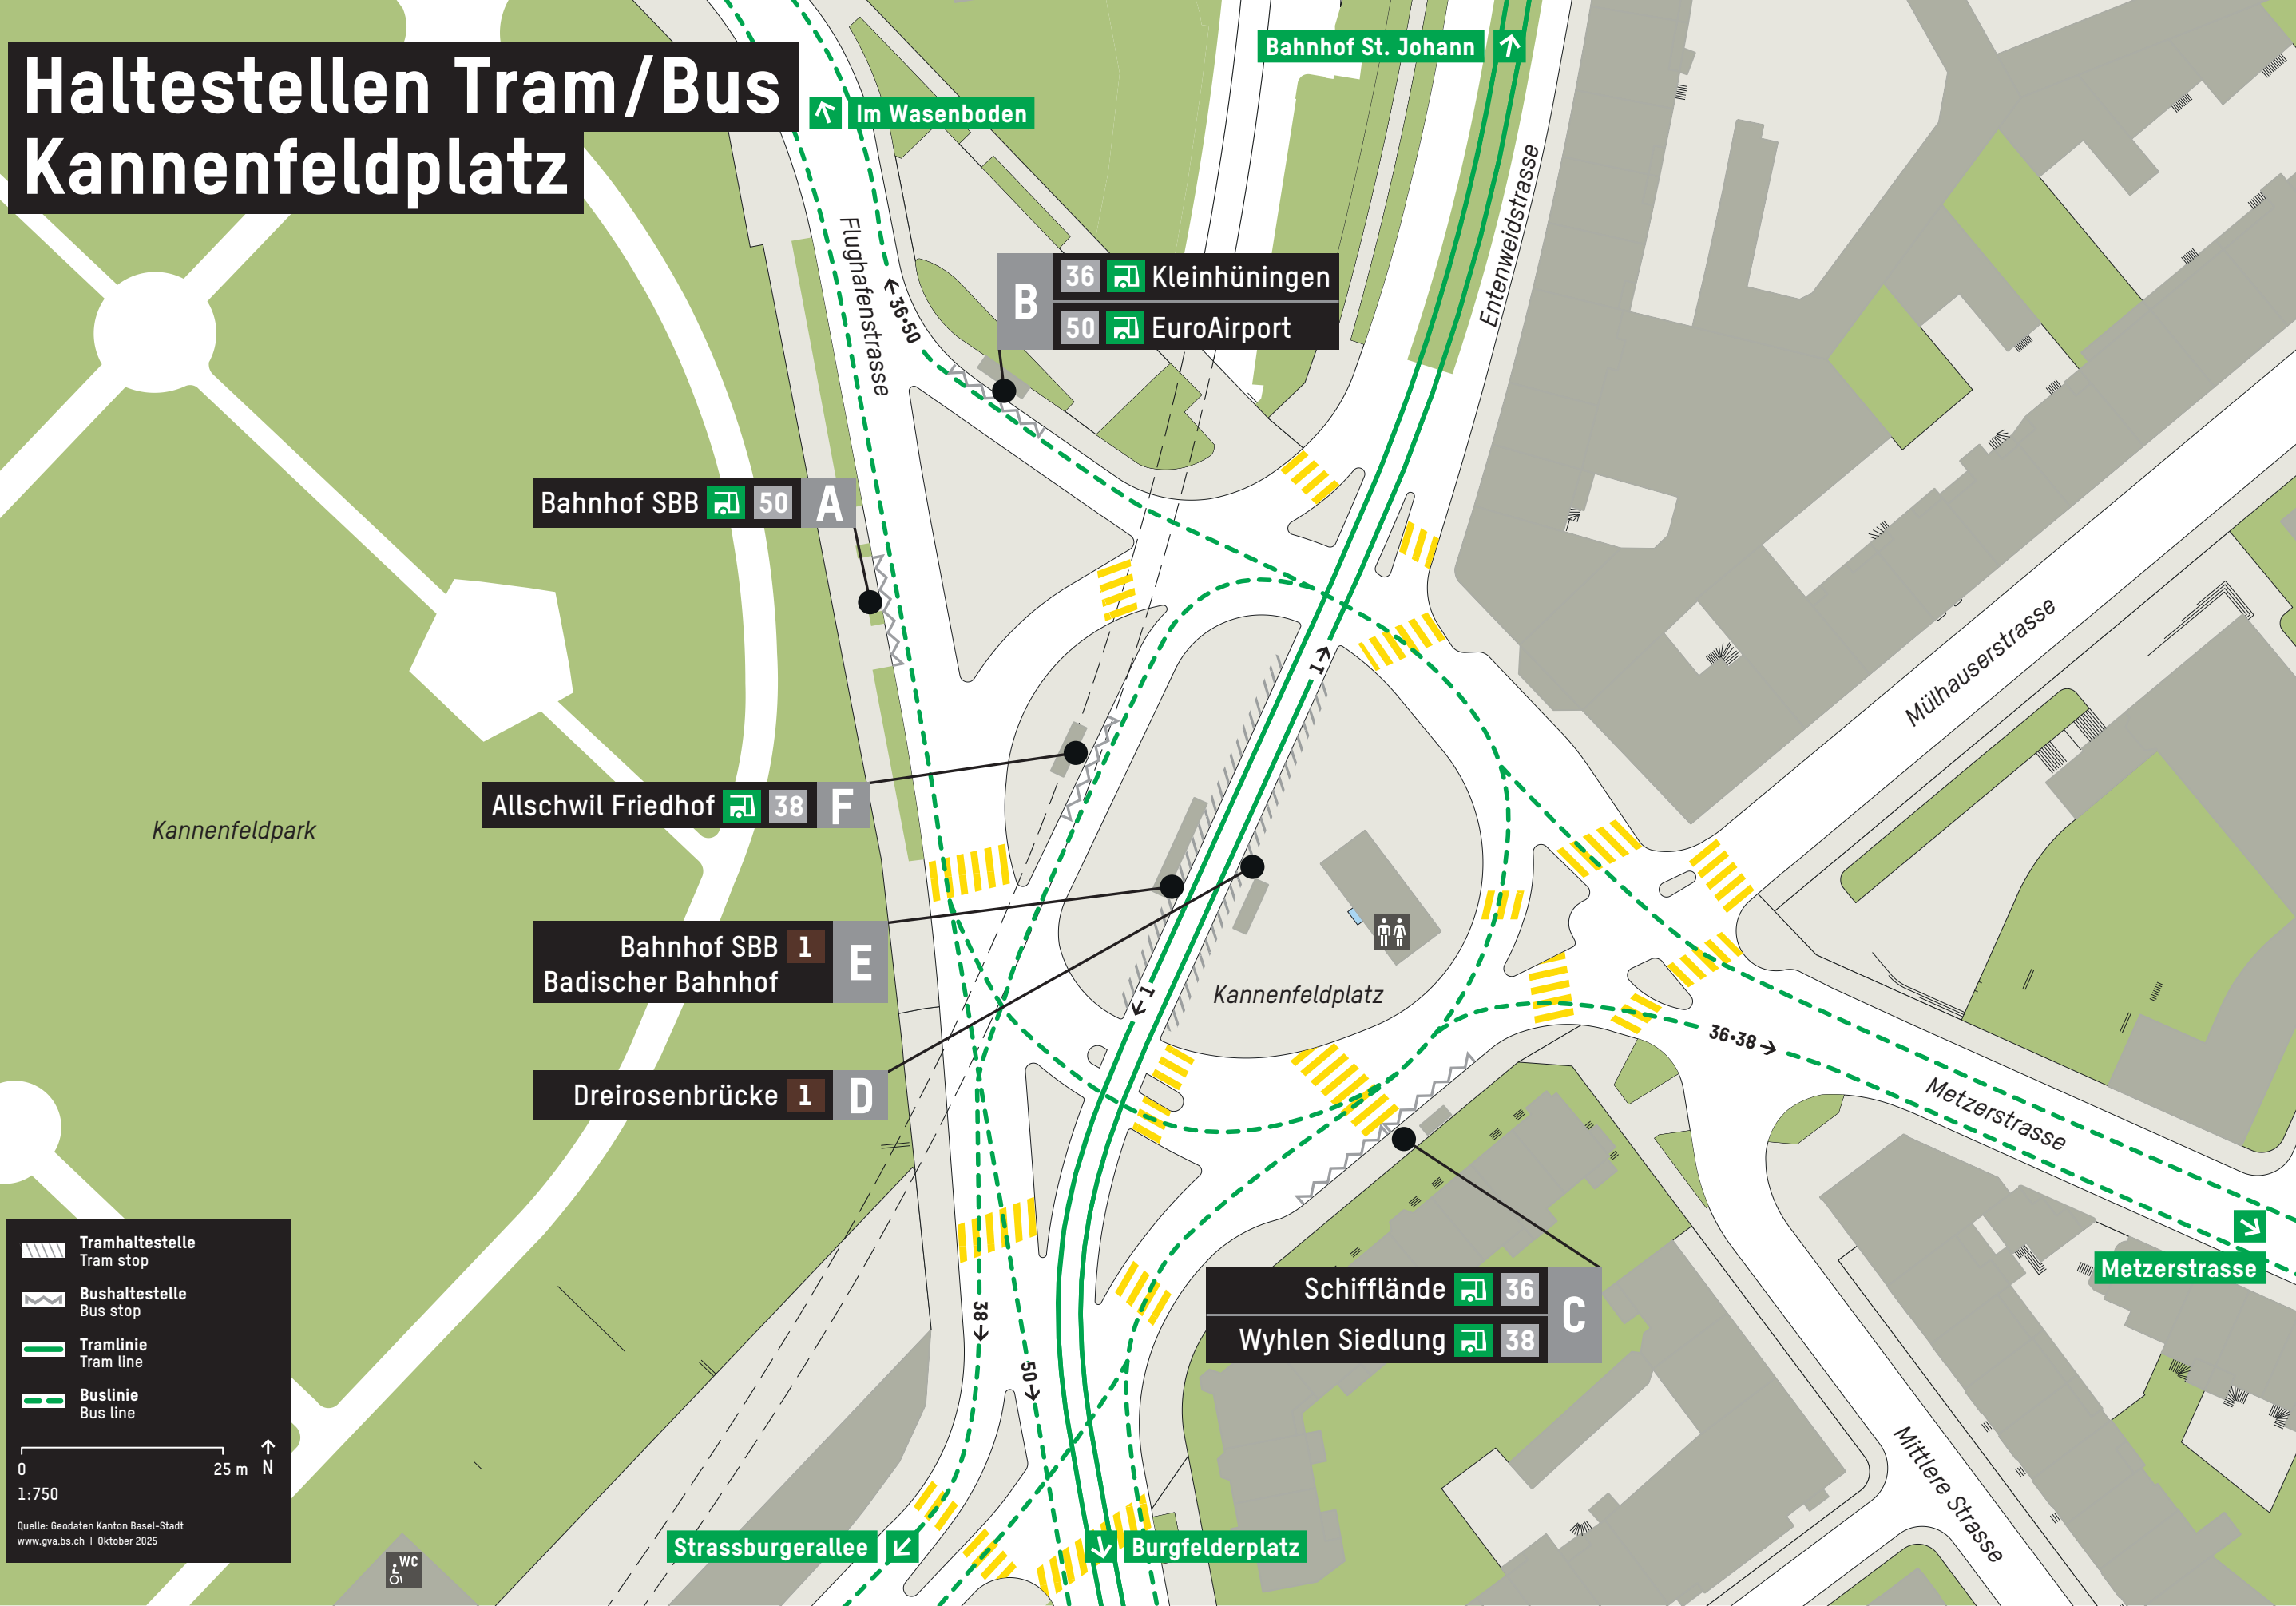 Haltestellen Tram/Bus
Kannenfeldplatz
Bahnhof St. Johann
Im Wasenboden
Flughafenstrasse
Entenweidstrasse
36•50
B
36 Kleinhüningen
50 EuroAirport
Bahnhof SBB 50 A
Mülhauserstrasse
1
Allschwil Friedhof 38 F
Kannenfeldpark
Bahnhof SBB 1
Badischer Bahnhof
E
1
Kannenfeldplatz
36•38
Dreirosenbrücke 1 D
Metzerstrasse
Metzerstrasse
Schifflände 36
Wyhlen Siedlung 38
C
38
50
Mittlere Strasse
Strassburgerallee
Burgfelderplatz
WC
Tramhaltestelle
Tram stop
Bushaltestelle
Bus stop
Tramlinie
Tram line
Buslinie
Bus line
0 25 m N
1:750
Quelle: Geodaten Kanton Basel-Stadt
www.gva.bs.ch | Oktober 2025